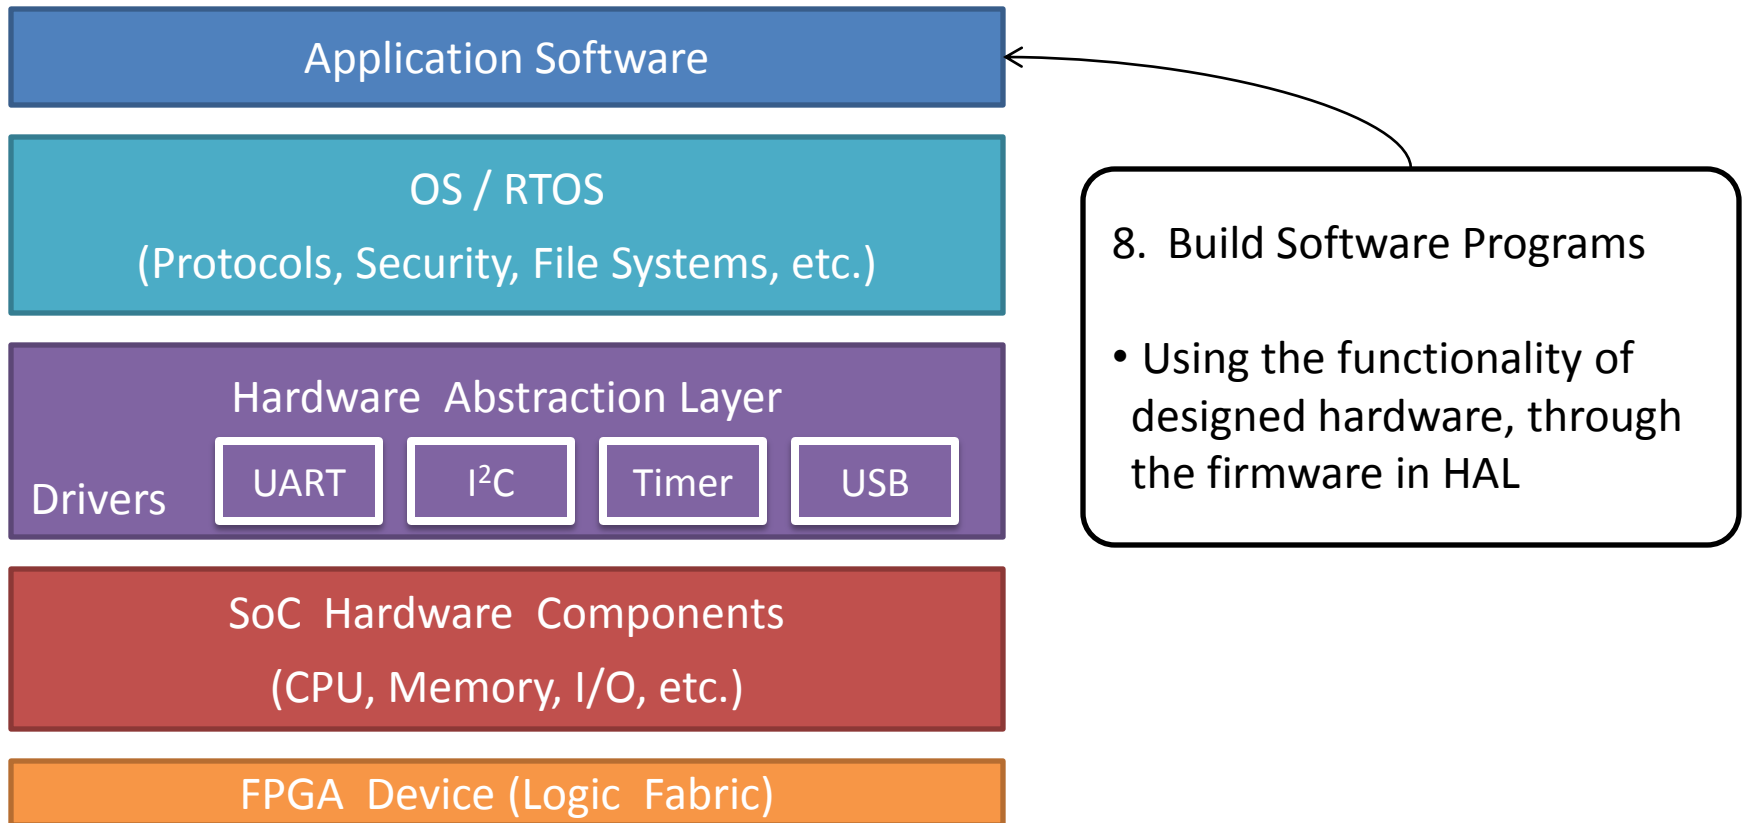 Application Software
OS / RTOS
(Protocols, Security, File Systems, etc.)
Hardware Abstraction Layer
Drivers
UART
I²C
Timer
USB
SoC Hardware Components
(CPU, Memory, I/O, etc.)
FPGA Device (Logic Fabric)
8. Build Software Programs
• Using the functionality of
designed hardware, through
the firmware in HAL